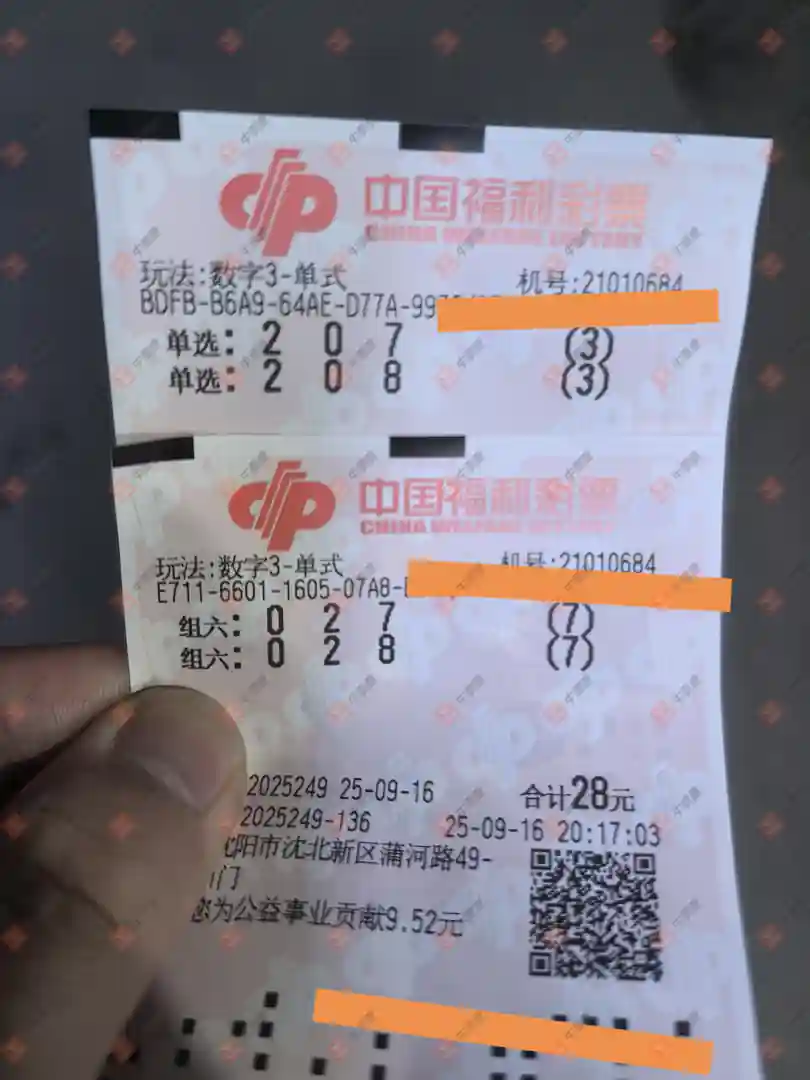 中国福利彩票
CHINA WELFARE LOTTERY
玩法:数字3-单式 机号:21010684
BDFB-B6A9-64AE-D77A-99
单选: 2 0 7 (3)
单选: 2 0 8 (3)
中国福利彩票
CHINA WELFARE LOTTERY
玩法:数字3-单式 机号:21010684
E711-6601-1605-07A8-
组六: 0 2 7 (7)
组六: 0 2 8 (7)
2025249 25-09-16 合计28元
2025249-136 25-09-16 20:17:03
阳市沈北新区蒲河路49-
门
您为公益事业贡献9.52元